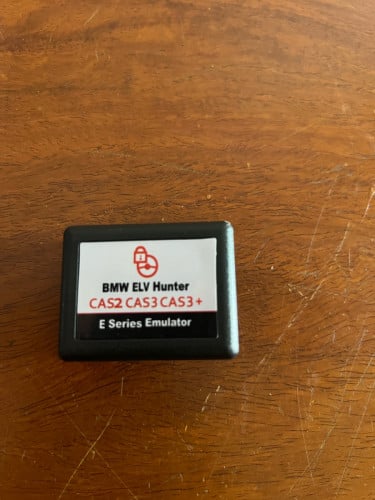 BMW ELV Hunter
CAS2 CAS3 CAS3+
E Series Emulator